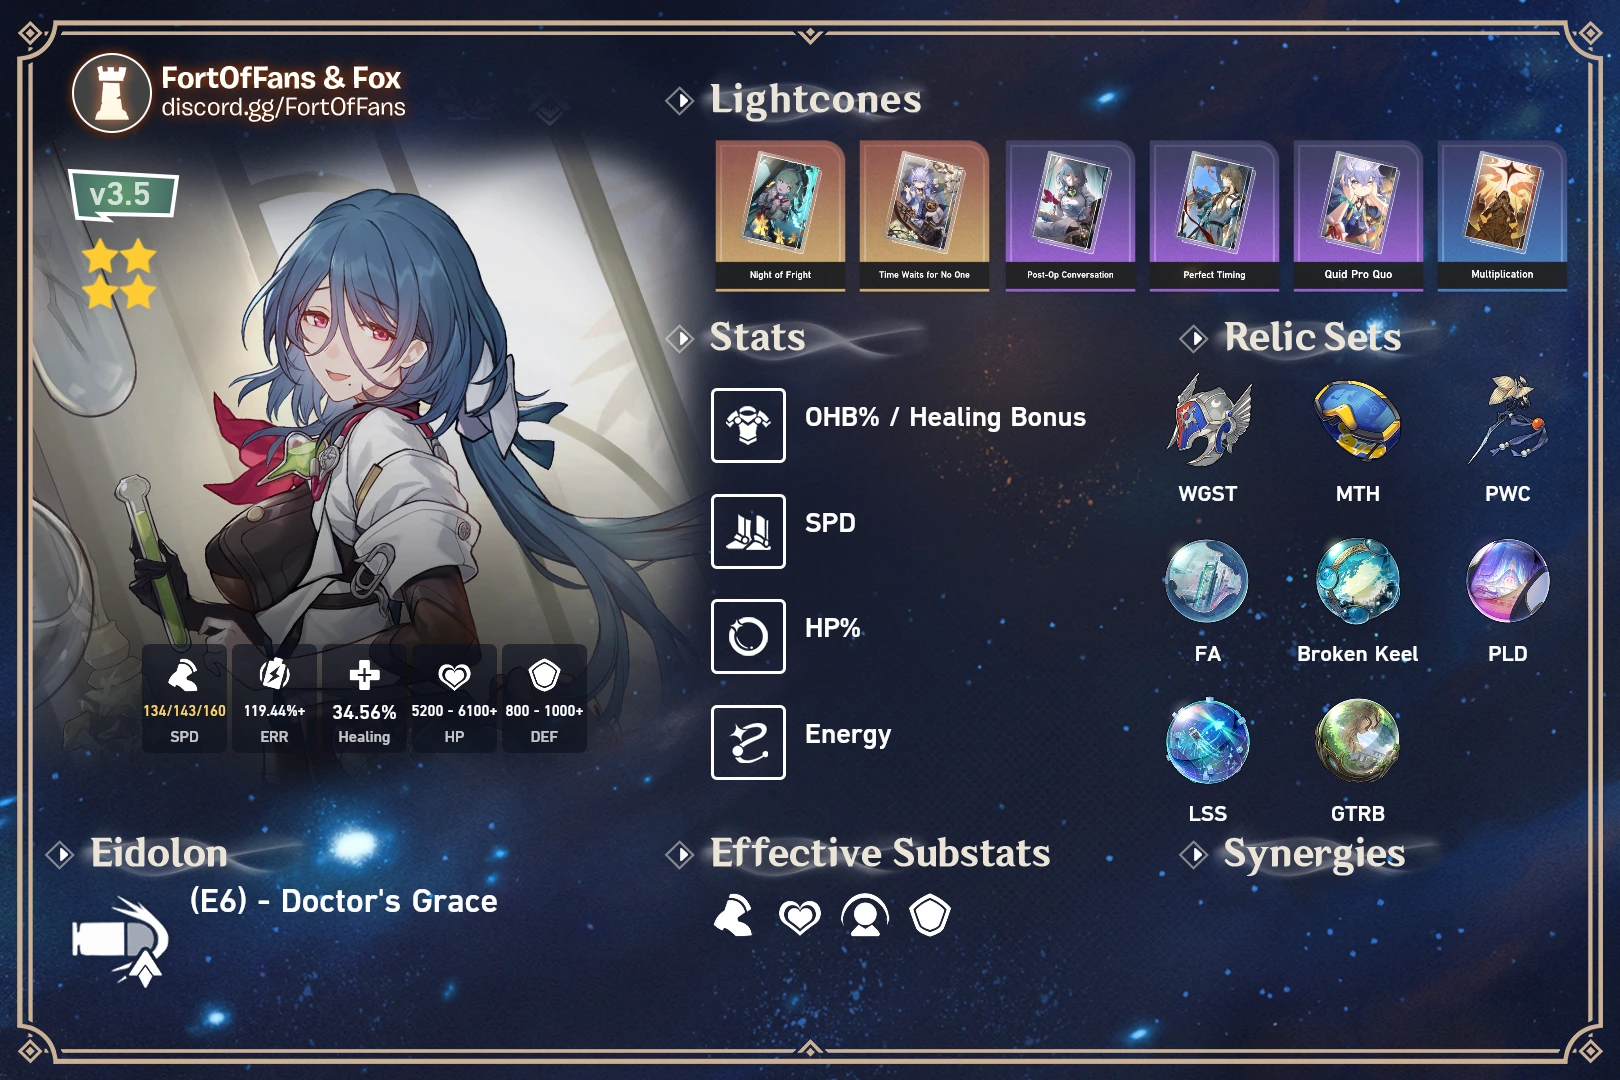 FortOfFans & Fox
discord.gg/FortOfFans
v3.5
134/143/160
SPD
119.44%+
ERR
34.56%
Healing
5200 - 6100+
HP
800 - 1000+
DEF
Eidolon
(E6) - Doctor's Grace
Lightcones
Night of Fright
Time Waits for No One
Post-Op Conversation
Perfect Timing
Quid Pro Quo
Multiplication
Stats
OHB% / Healing Bonus
SPD
HP%
Energy
Relic Sets
WGST
MTH
PWC
FA
Broken Keel
PLD
LSS
GTRB
Effective Substats
Synergies